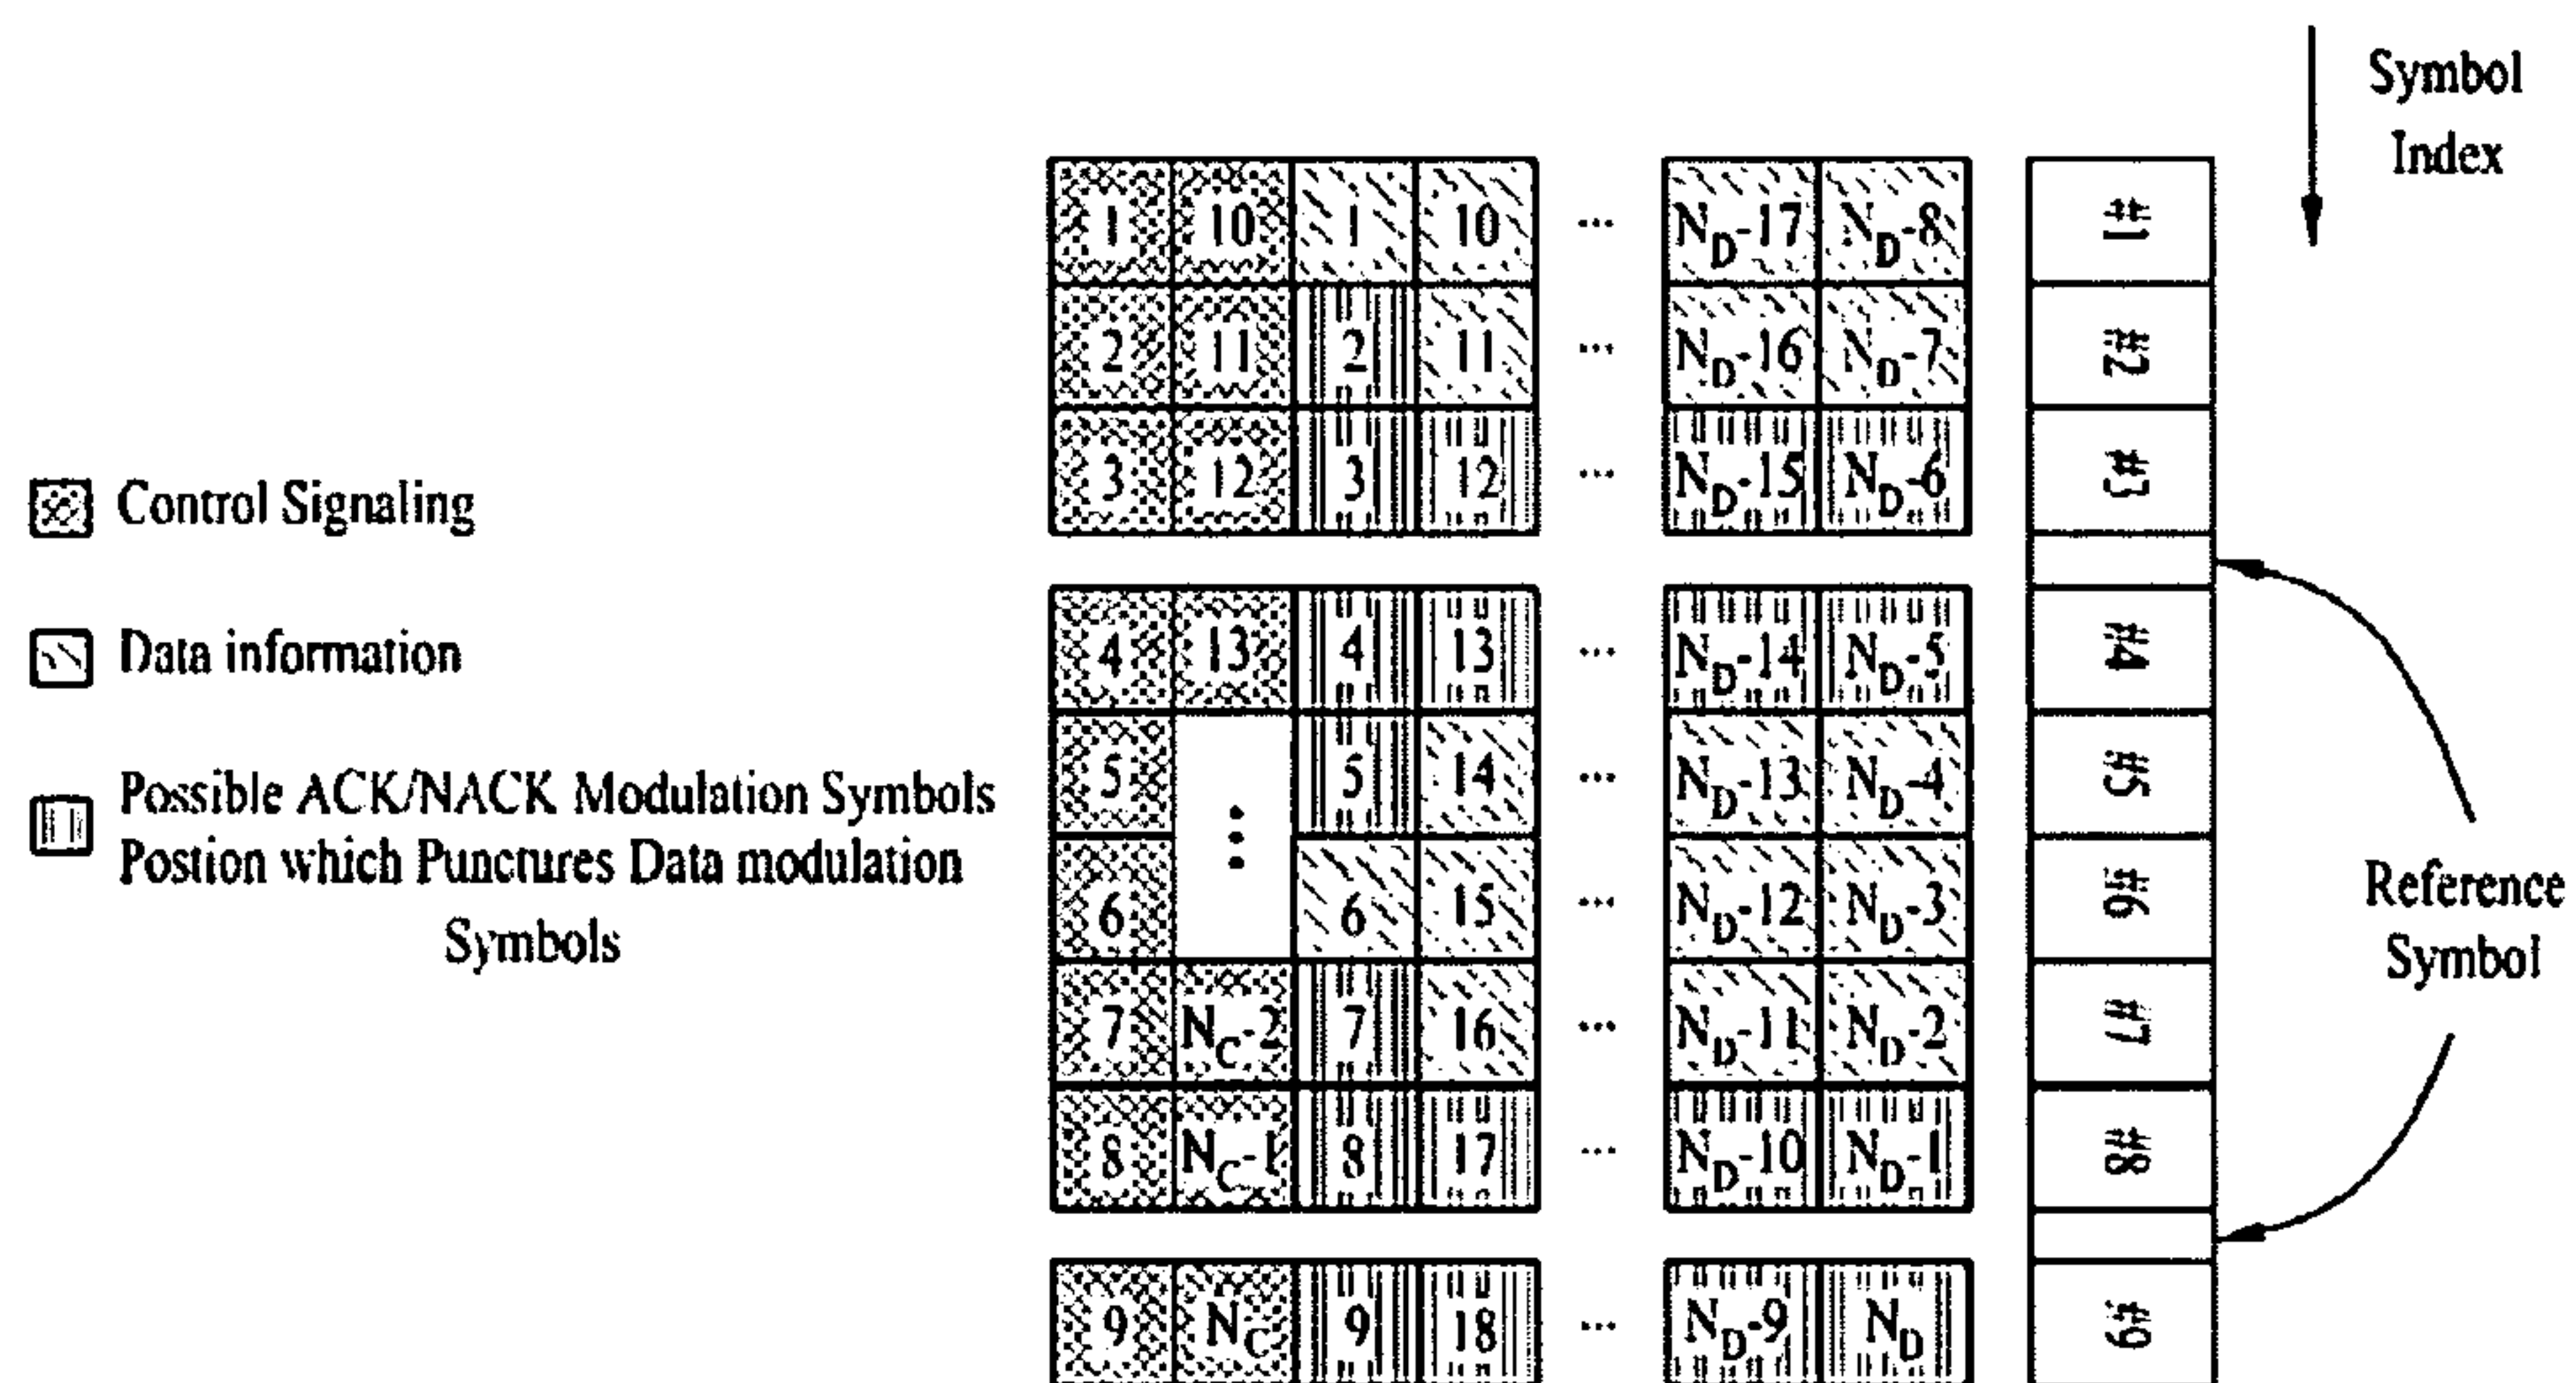 Symbol
Index
1 10 1 10 ... N_D-17 N_D-8 #1
2 11 2 11 ... N_D-16 N_D-7 #2
3 12 3 12 ... N_D-15 N_D-6 #3
Control Signaling
4 13 4 13 ... N_D-14 N_D-5 #4
Data information
5 5 14 ... N_D-13 N_D-4 #5
Possible ACK/NACK Modulation Symbols
Postion which Punctures Data modulation
Symbols
6 6 15 ... N_D-12 N_D-3 #6
Reference
Symbol
7 N_C-2 7 16 ... N_D-11 N_D-2 #7
8 N_C-1 8 17 ... N_D-10 N_D-1 #8
9 N_C 9 18 ... N_D-9 N_D #9